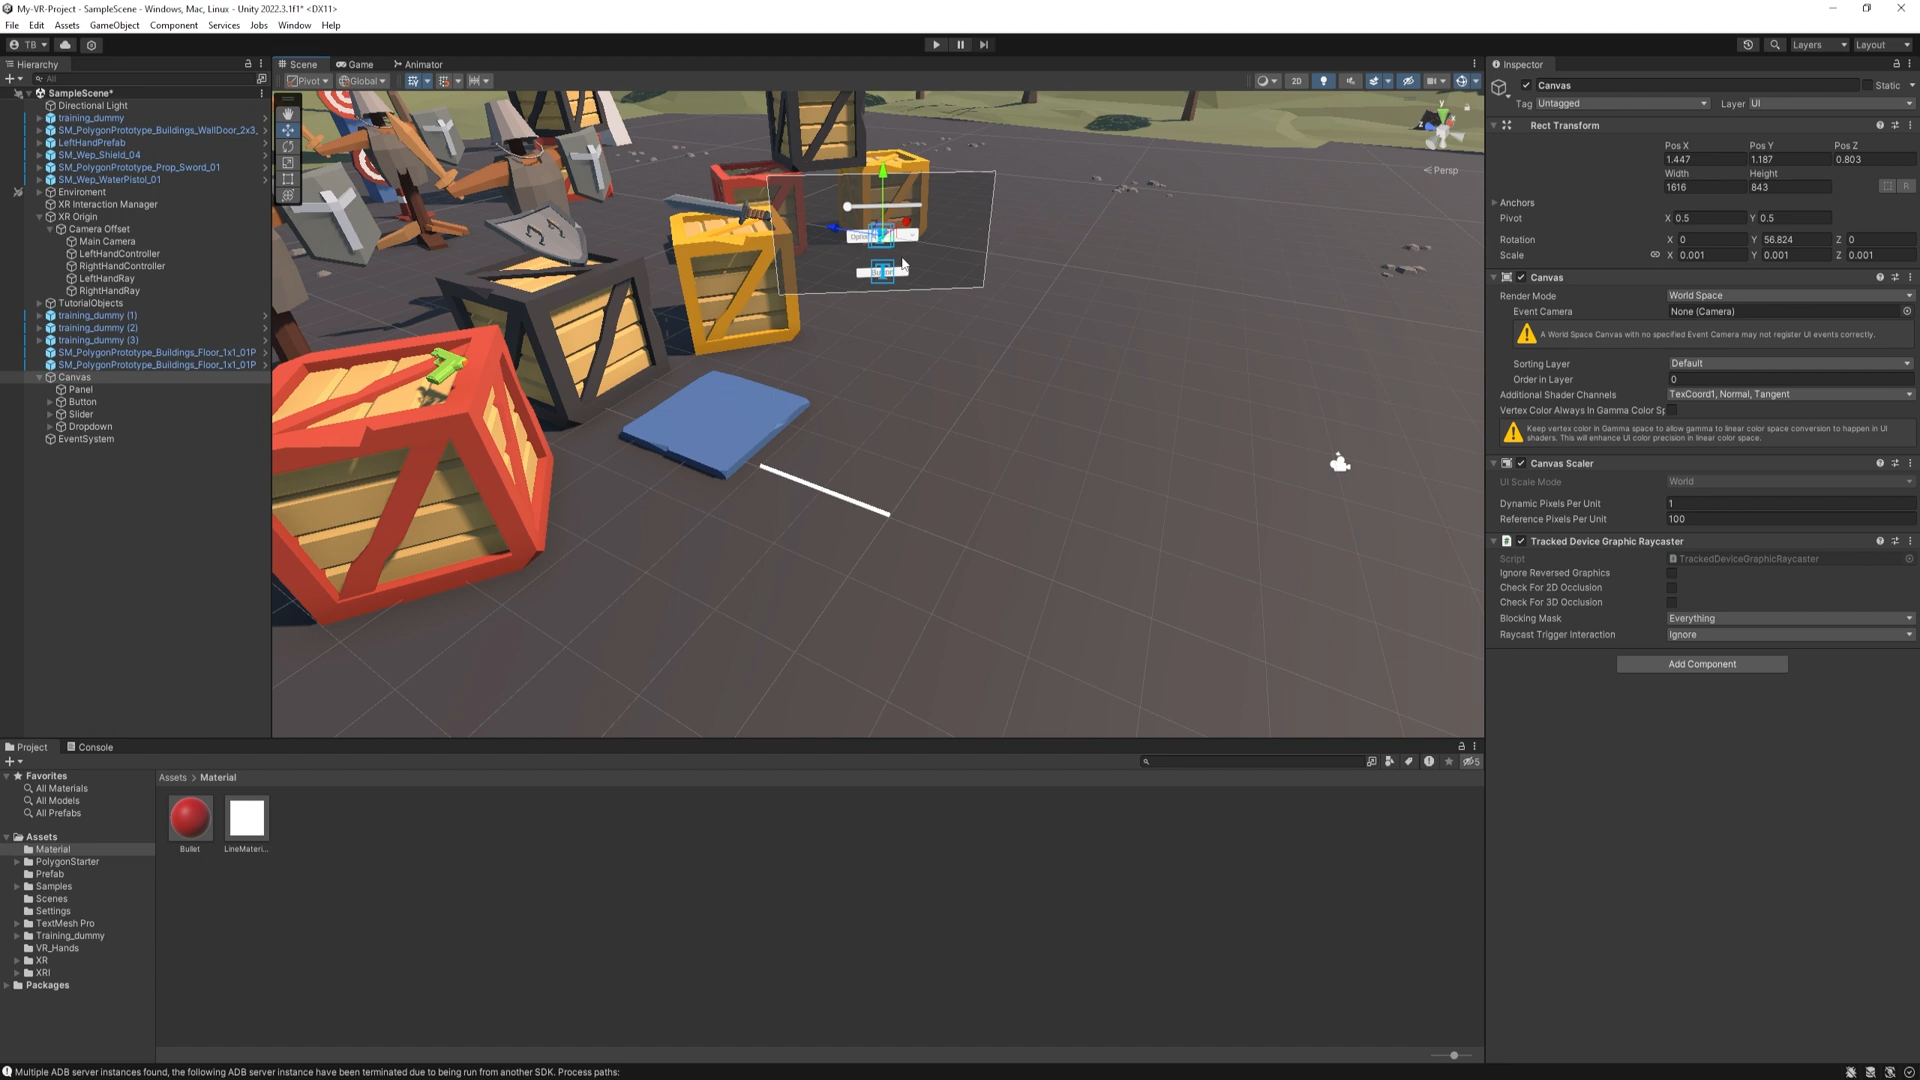 My-VR-Project - SampleScene - Windows, Mac, Linux - Unity 2022.3.1f1* <DX11>
File Edit Assets GameObject Component Services Jobs Window Help
TB Layers Layout
Hierarchy
All
SampleScene*
Directional Light
training_dummy
SM_PolygonPrototype_Buildings_WallDoor_2x3_
LeftHandPrefab
SM_Wep_Shield_04
SM_PolygonPrototype_Prop_Sword_01
SM_Wep_WaterPistol_01
Enviroment
XR Interaction Manager
XR Origin
Camera Offset
Main Camera
LeftHandController
RightHandController
LeftHandRay
RightHandRay
TutorialObjects
training_dummy (1)
training_dummy (2)
training_dummy (3)
SM_PolygonPrototype_Buildings_Floor_1x1_01P
SM_PolygonPrototype_Buildings_Floor_1x1_01P
Canvas
Panel
Button
Slider
Dropdown
EventSystem
Scene Game Animator
Pivot Global 2D
y
z
Persp
Button
Inspector
Canvas Static
Tag Untagged Layer UI
Rect Transform
Pos X Pos Y Pos Z
1.447 1.187 0.803
Width Height
1616 843 R
Anchors
Pivot X 0.5 Y 0.5
Rotation X 0 Y 56.824 Z 0
Scale X 0.001 Y 0.001 Z 0.001
Canvas
Render Mode World Space
Event Camera None (Camera)
A World Space Canvas with no specified Event Camera may not register UI events correctly.
Sorting Layer Default
Order in Layer 0
Additional Shader Channels TexCoord1, Normal, Tangent
Vertex Color Always In Gamma Color Sp
Keep vertex color in Gamma space to allow gamma to linear color space conversion to happen in UI
shaders. This will enhance UI color precision in linear color space.
Canvas Scaler
UI Scale Mode World
Dynamic Pixels Per Unit 1
Reference Pixels Per Unit 100
Tracked Device Graphic Raycaster
Script TrackedDeviceGraphicRaycaster
Ignore Reversed Graphics
Check For 2D Occlusion
Check For 3D Occlusion
Blocking Mask Everything
Raycast Trigger Interaction Ignore
Add Component
Project Console
5
Favorites
All Materials
All Models
All Prefabs
Assets
Material
PolygonStarter
Prefab
Samples
Scenes
Settings
TextMesh Pro
Training_dummy
VR_Hands
XR
XRI
Packages
Assets > Material
Bullet LineMateri...
Multiple ADB server instances found, the following ADB server instance have been terminated due to being run from another SDK. Process paths: